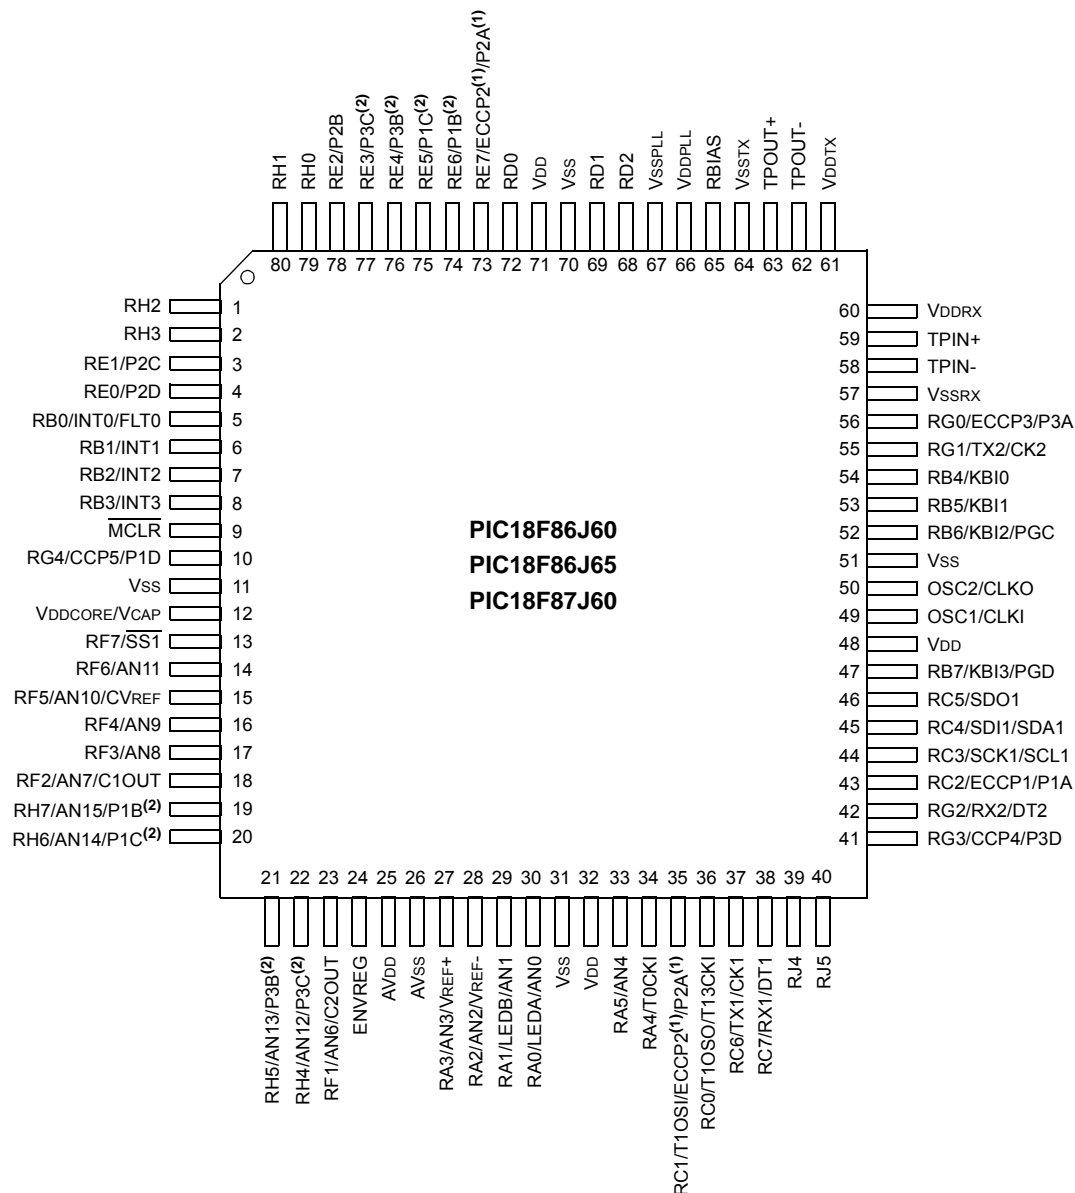 RH1
RH0
RE2/P2B
RE3/P3C(2)
RE4/P3B(2)
RE5/P1C(2)
RE6/P1B(2)
RE7/ECCP2(1)/P2A(1)
RD0
VDD
VSS
RD1
RD2
VSSPLL
VDDPLL
RBIAS
VSSTX
TPOUT+
TPOUT-
VDDTX
80 79 78 77 76 75 74 73 72 71 70 69 68 67 66 65 64 63 62 61
RH2 1
RH3 2
RE1/P2C 3
RE0/P2D 4
RB0/INT0/FLT0 5
RB1/INT1 6
RB2/INT2 7
RB3/INT3 8
MCLR 9
RG4/CCP5/P1D 10
VSS 11
VDDCORE/VCAP 12
RF7/SS1 13
RF6/AN11 14
RF5/AN10/CVREF 15
RF4/AN9 16
RF3/AN8 17
RF2/AN7/C1OUT 18
RH7/AN15/P1B(2) 19
RH6/AN14/P1C(2) 20
PIC18F86J60
PIC18F86J65
PIC18F87J60
60 VDDRX
59 TPIN+
58 TPIN-
57 VSSRX
56 RG0/ECCP3/P3A
55 RG1/TX2/CK2
54 RB4/KBI0
53 RB5/KBI1
52 RB6/KBI2/PGC
51 VSS
50 OSC2/CLKO
49 OSC1/CLKI
48 VDD
47 RB7/KBI3/PGD
46 RC5/SDO1
45 RC4/SDI1/SDA1
44 RC3/SCK1/SCL1
43 RC2/ECCP1/P1A
42 RG2/RX2/DT2
41 RG3/CCP4/P3D
21 22 23 24 25 26 27 28 29 30 31 32 33 34 35 36 37 38 39 40
RH5/AN13/P3B(2)
RH4/AN12/P3C(2)
RF1/AN6/C2OUT
ENVREG
AVDD
AVSS
RA3/AN3/VREF+
RA2/AN2/VREF-
RA1/LEDB/AN1
RA0/LEDA/AN0
VSS
VDD
RA5/AN4
RA4/T0CKI
RC1/T1OSI/ECCP2(1)/P2A(1)
RC0/T1OSO/T13CKI
RC6/TX1/CK1
RC7/RX1/DT1
RJ4
RJ5